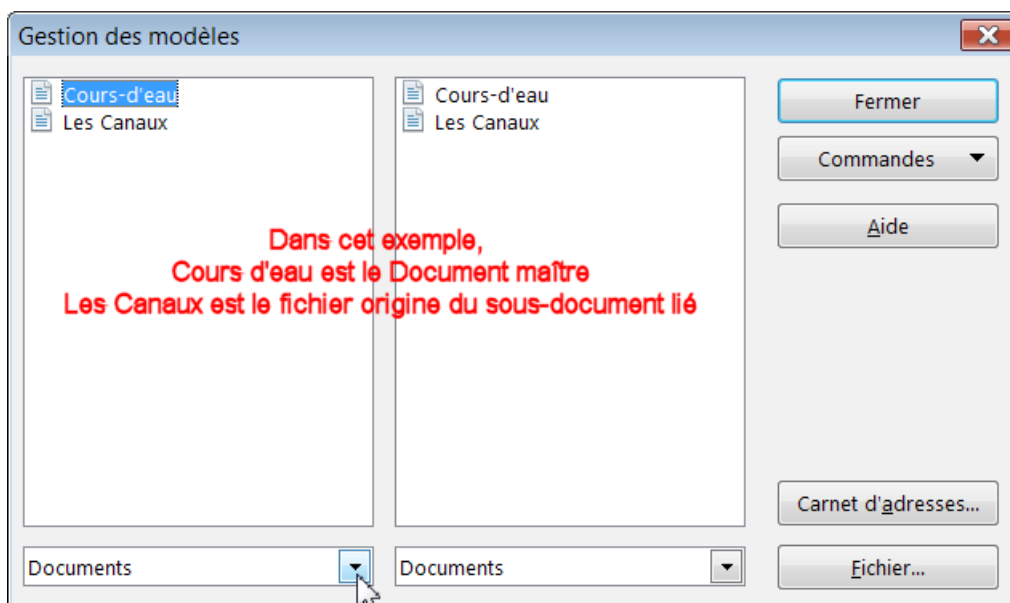 Gestion des modèles
Cours-d'eau
Les Canaux
Cours-d'eau
Les Canaux
Fermer
Commandes
Aide
Dans cet exemple,
Cours d'eau est le Document maître
Les Canaux est le fichier origine du sous-document lié
Carnet d'adresses...
Documents
Documents
Fichier...